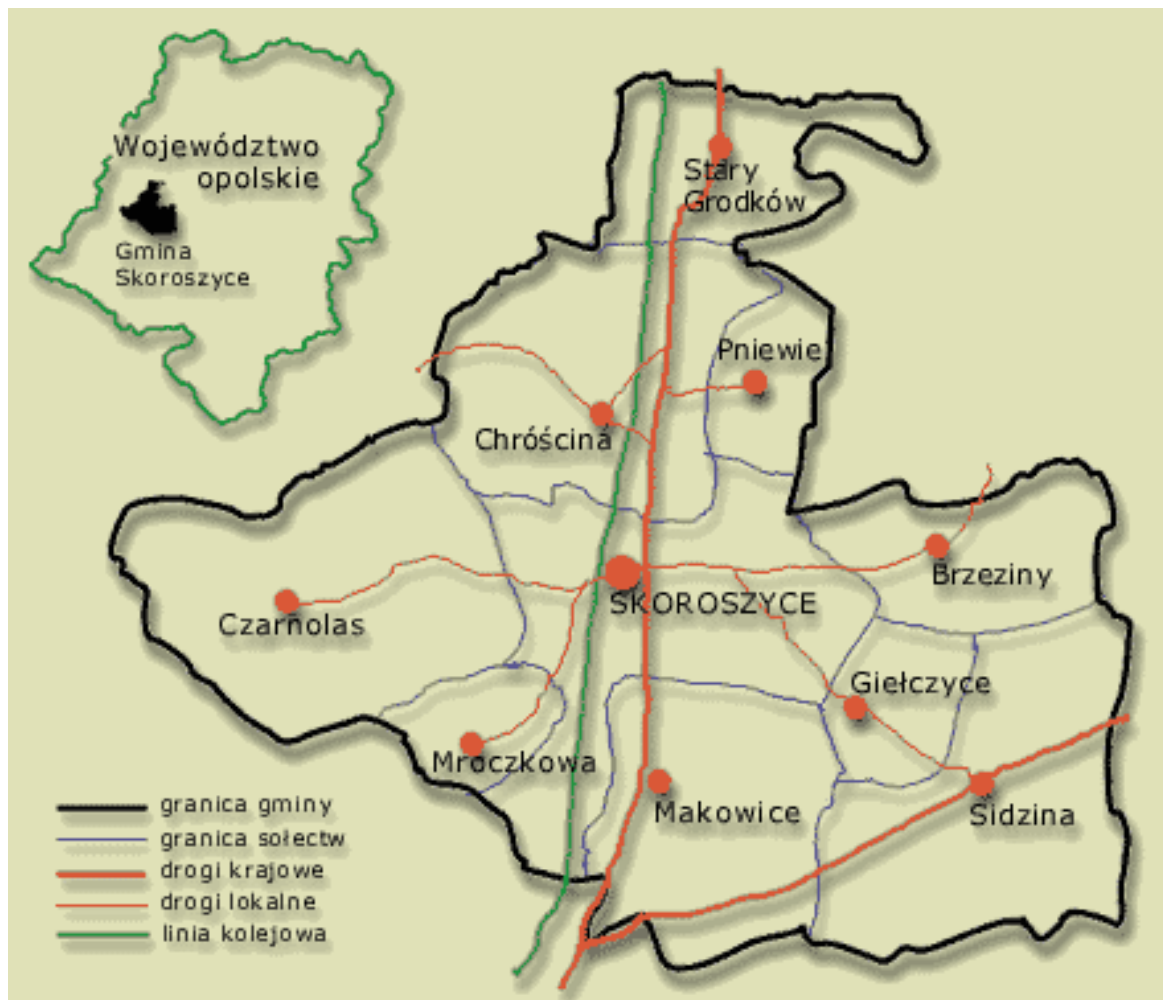 Województwo
opolskie
Gmina
Skoroszyce
Stary
Grodków
Pniewie
Chróścina
Brzeziny
SKOROSZYCE
Czarnolas
Giełczyce
Mroczkowa
Makowice
Sidzina
granica gminy
granica sołectw
drogi krajowe
drogi lokalne
linia kolejowa